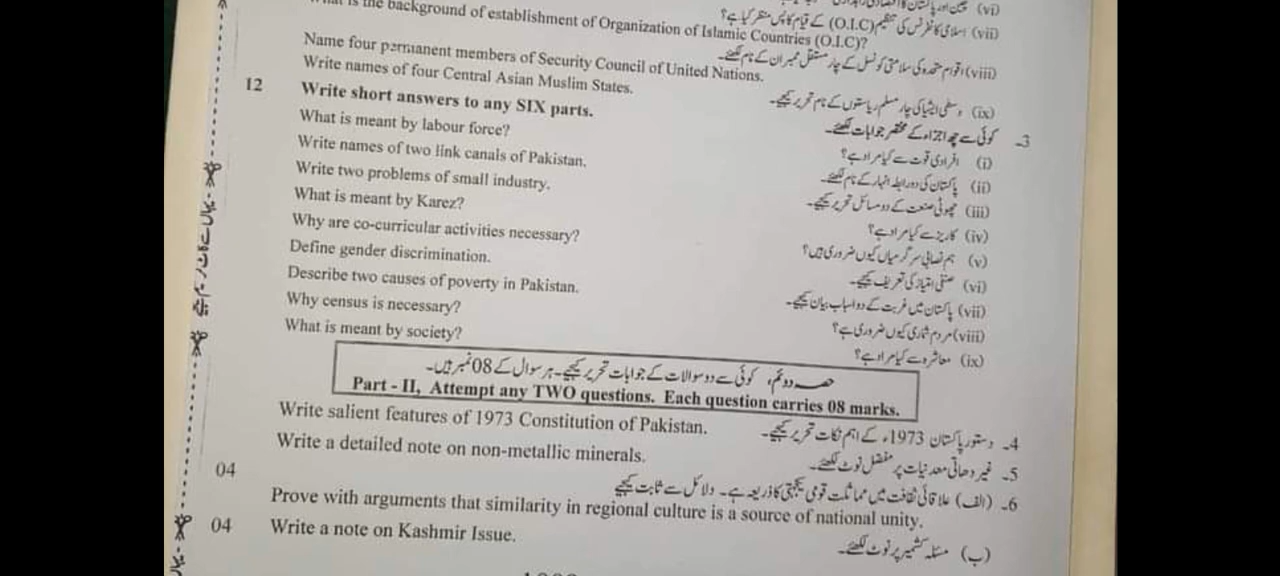 (vi)
What is the background of establishment of Organization of Islamic Countries (O.I.C)?
(vii) اسلامی کانفرنس کی تنظیم (O.I.C) کے قیام کا پس منظر کیا ہے؟
Name four permanent members of Security Council of United Nations.
(viii) اقوام متحدہ کی سلامتی کونسل کے چار مستقل ممبران کے نام لکھئے۔
Write names of four Central Asian Muslim States.
(ix) وسطی ایشیا کی چار مسلم ریاستوں کے نام تحریر کیجیے۔
12 Write short answers to any SIX parts.
3۔ کوئی سے چھ اجزاء کے مختصر جوابات لکھئے۔
What is meant by labour force?
(i) افرادی قوت سے کیا مراد ہے؟
Write names of two link canals of Pakistan.
(ii) پاکستان کی دو رابطہ انہار کے نام لکھئے۔
Write two problems of small industry.
(iii) چھوٹی صنعت کے دو مسائل تحریر کیجیے۔
What is meant by Karez?
(iv) کاریز سے کیا مراد ہے؟
Why are co-curricular activities necessary?
(v) ہم نصابی سرگرمیاں کیوں ضروری ہیں؟
Define gender discrimination.
(vi) صنفی امتیاز کی تعریف کیجیے۔
Describe two causes of poverty in Pakistan.
(vii) پاکستان میں غربت کے دو اسباب بیان کیجیے۔
Why census is necessary?
(viii) مردم شماری کیوں ضروری ہے؟
What is meant by society?
(ix) معاشرہ سے کیا مراد ہے؟
حصہ دوئم، کوئی سے دو سوالات کے جوابات تحریر کیجیے۔ ہر سوال کے 08 نمبر ہیں۔
Part - II, Attempt any TWO questions. Each question carries 08 marks.
Write salient features of 1973 Constitution of Pakistan.
4۔ دستور پاکستان 1973ء کے اہم نکات تحریر کیجیے۔
Write a detailed note on non-metallic minerals.
5۔ غیر دھاتی معدنیات پر مفصل نوٹ لکھئے۔
04
6۔ (الف) علاقائی ثقافت میں مماثلت قومی یکجہتی کا ذریعہ ہے۔ دلائل سے ثابت کیجیے
Prove with arguments that similarity in regional culture is a source of national unity.
04 Write a note on Kashmir Issue.
(ب) مسئلہ کشمیر پر نوٹ لکھئے۔